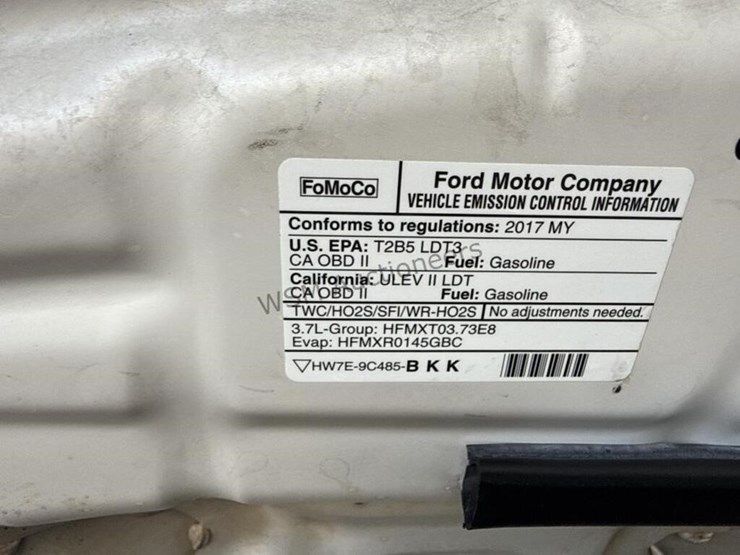 FoMoCo
Ford Motor Company
VEHICLE EMISSION CONTROL INFORMATION
Conforms to regulations: 2017 MY
U.S. EPA: T2B5 LDT3
CA OBD II Fuel: Gasoline
California: ULEV II LDT
CA OBD II Fuel: Gasoline
TWC/HO2S/SFI/WR-HO2S No adjustments needed.
3.7L-Group: HFMXT03.73E8
Evap: HFMXR0145GBC
HW7E-9C485-B K K